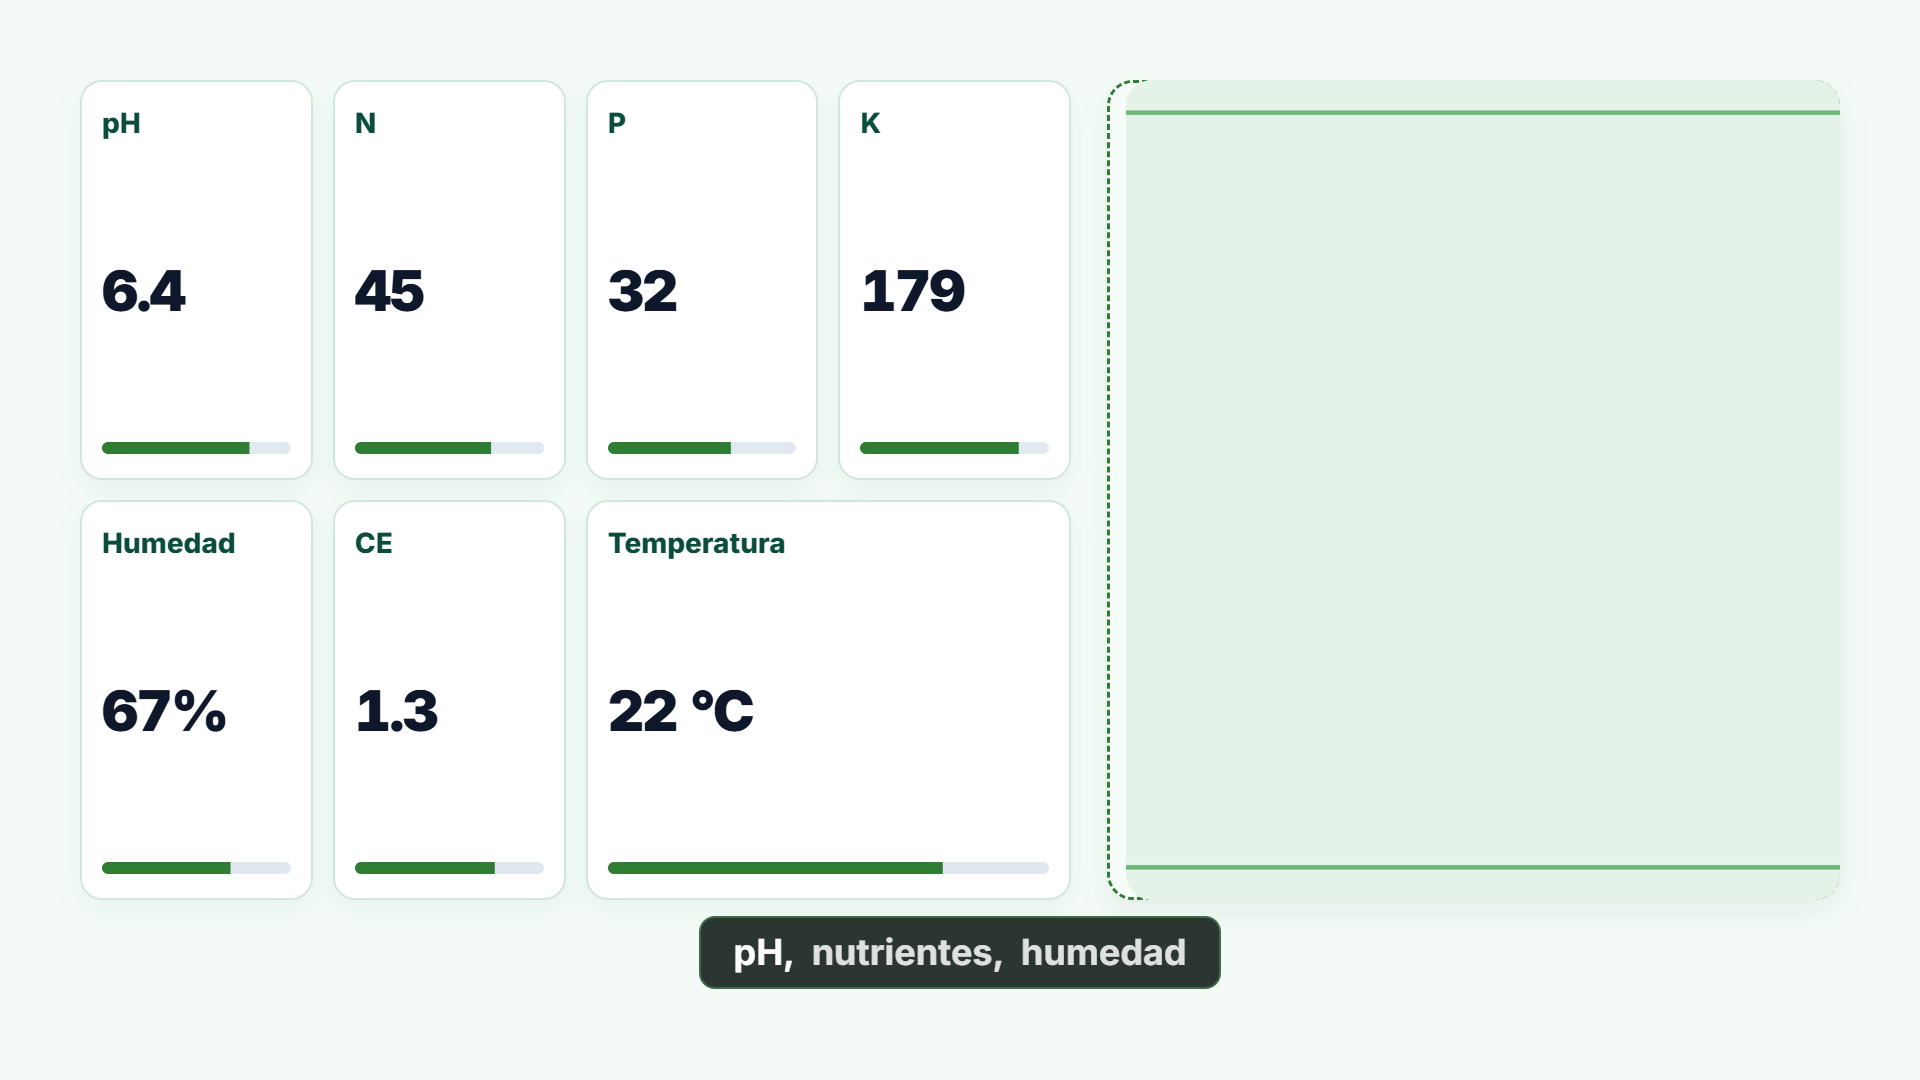 pH
6.4
N
45
P
32
K
179
Humedad
67%
CE
1.3
Temperatura
22 °C
pH, nutrientes, humedad